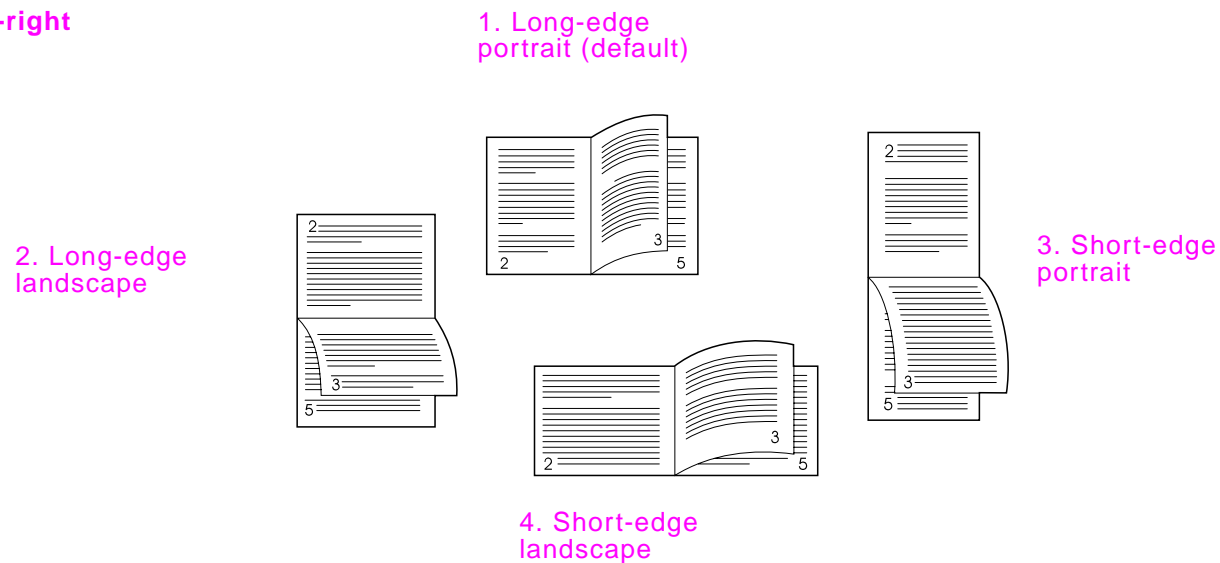 -right
1. Long-edge
portrait (default)
2
3
5
2. Long-edge
landscape
2
3
5
2
3
5
3. Short-edge
portrait
2
3
5
4. Short-edge
landscape